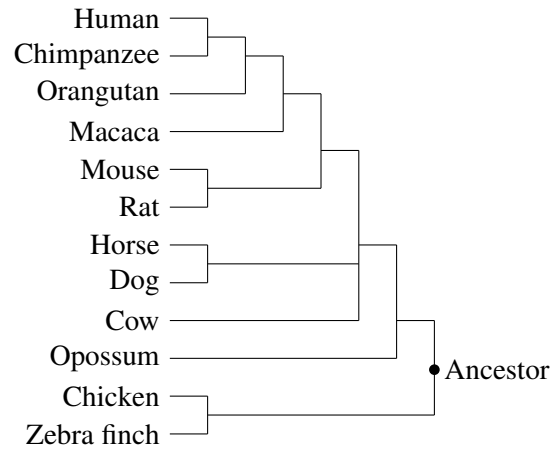 Human
Chimpanzee
Orangutan
Macaca
Mouse
Rat
Horse
Dog
Cow
Opossum
Ancestor
Chicken
Zebra finch